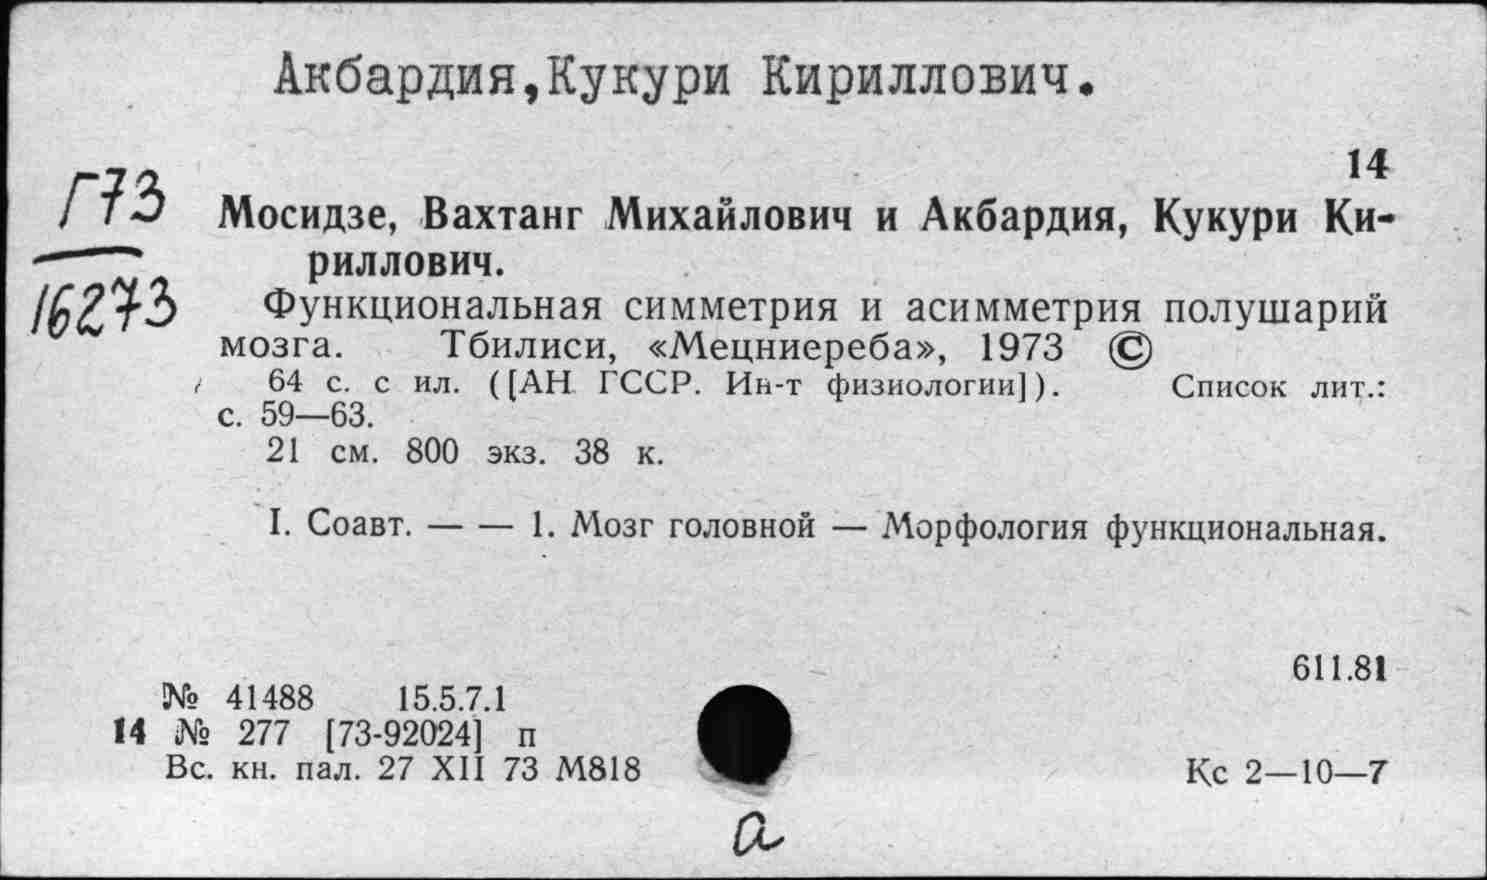 Акбардия,Кукури Кириллович.
14
Г73
16273
Мосидзе, Вахтанг Михайлович и Акбардия, Кукури Ки-
риллович.
Функциональная симметрия и асимметрия полушарий
мозга. Тбилиси, «Мецниереба», 1973 ©
64 с. с ил. ([АН ГССР. Ин-т физиологии]). Список лит.:
с. 59—63.
21 см. 800 экз. 38 к.
I. Соавт. — — 1. Мозг головной — Морфология функциональная.
611.81
№ 41488 15.5.7.1
14 № 277 [73-92024] п
Вс. кн. пал. 27 XII 73 М818
Кс 2—10—7
а